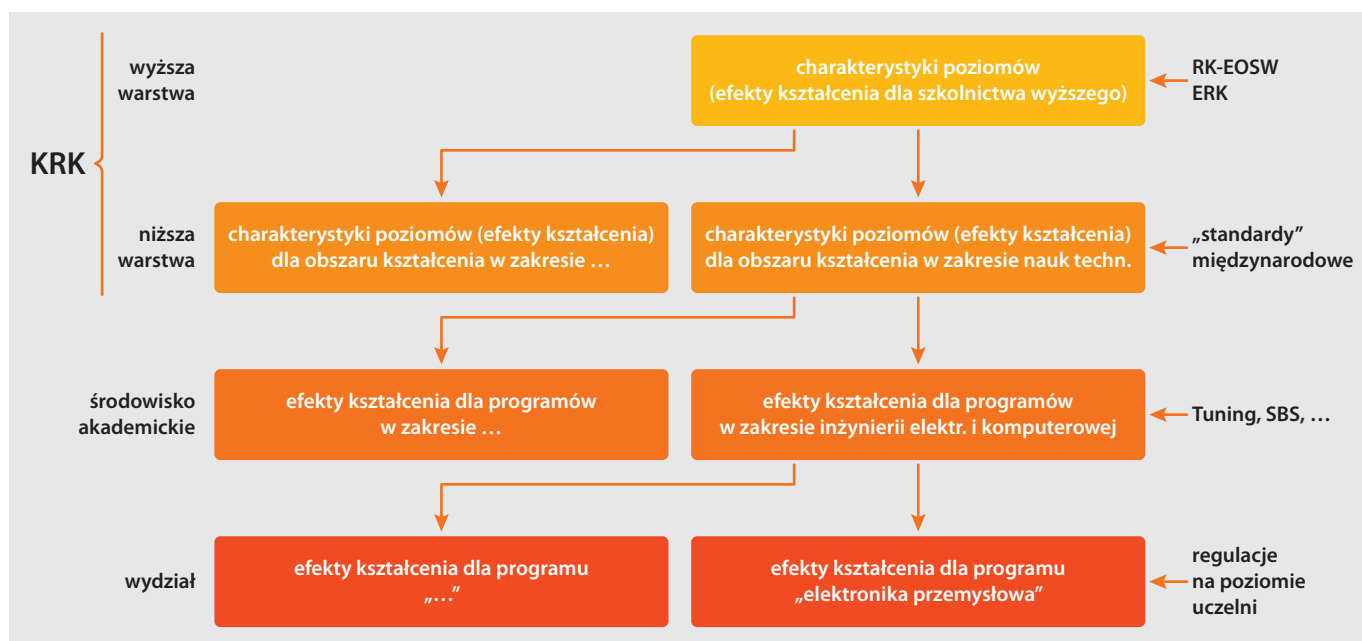 KRK
wyższa
warstwa
charakterystyki poziomów
(efekty kształcenia dla szkolnictwa wyższego)
RK-EOSW
ERK
niższa
warstwa
charakterystyki poziomów (efekty kształcenia)
dla obszaru kształcenia w zakresie …
charakterystyki poziomów (efekty kształcenia)
dla obszaru kształcenia w zakresie nauk techn.
„standardy”
międzynarodowe
środowisko
akademickie
efekty kształcenia dla programów
w zakresie …
efekty kształcenia dla programów
w zakresie inżynierii elektr. i komputerowej
Tuning, SBS, …
wydział
efekty kształcenia dla programu
„…”
efekty kształcenia dla programu
„elektronika przemysłowa”
regulacje
na poziomie
uczelni